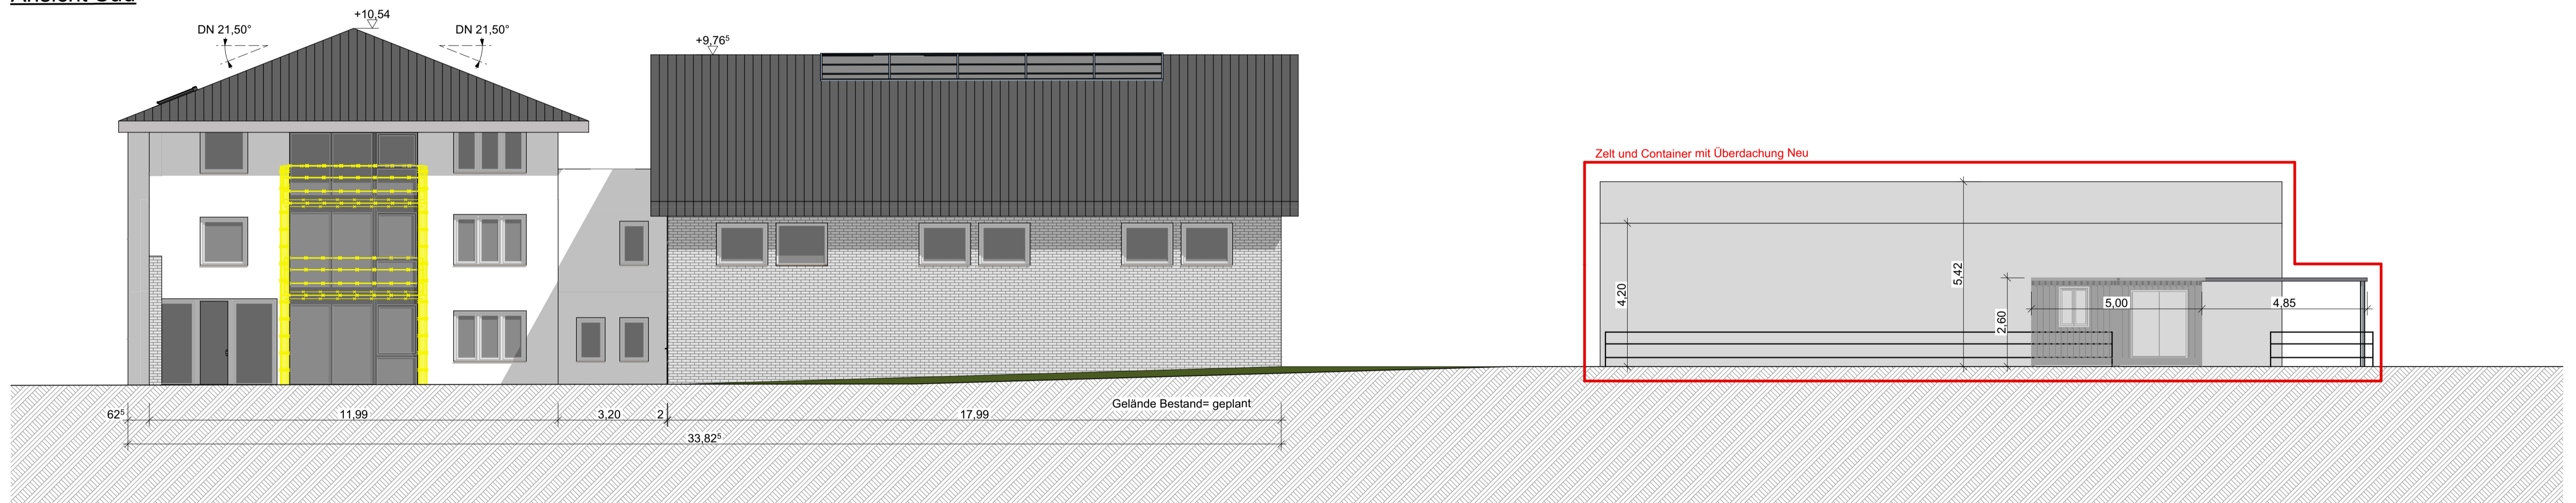 Ansicht Süd
+10,54
DN 21,50°
DN 21,50°
+9,76⁵
Zelt und Container mit Überdachung Neu
4,20
5,42
2,60
5,00
4,85
Gelände Bestand= geplant
62⁵
11,99
3,20
2
17,99
33,82⁵